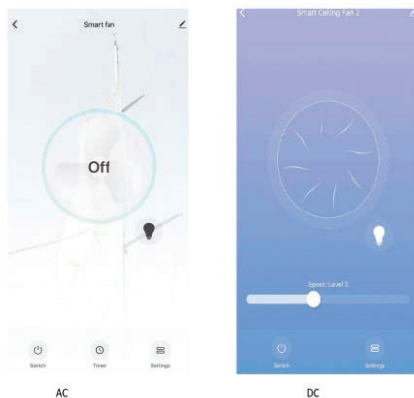 Smart fan
Off
Switch
Timer
Settings
AC
Smart Ceiling Fan 2
Speed: Level 3
Switch
Settings
DC